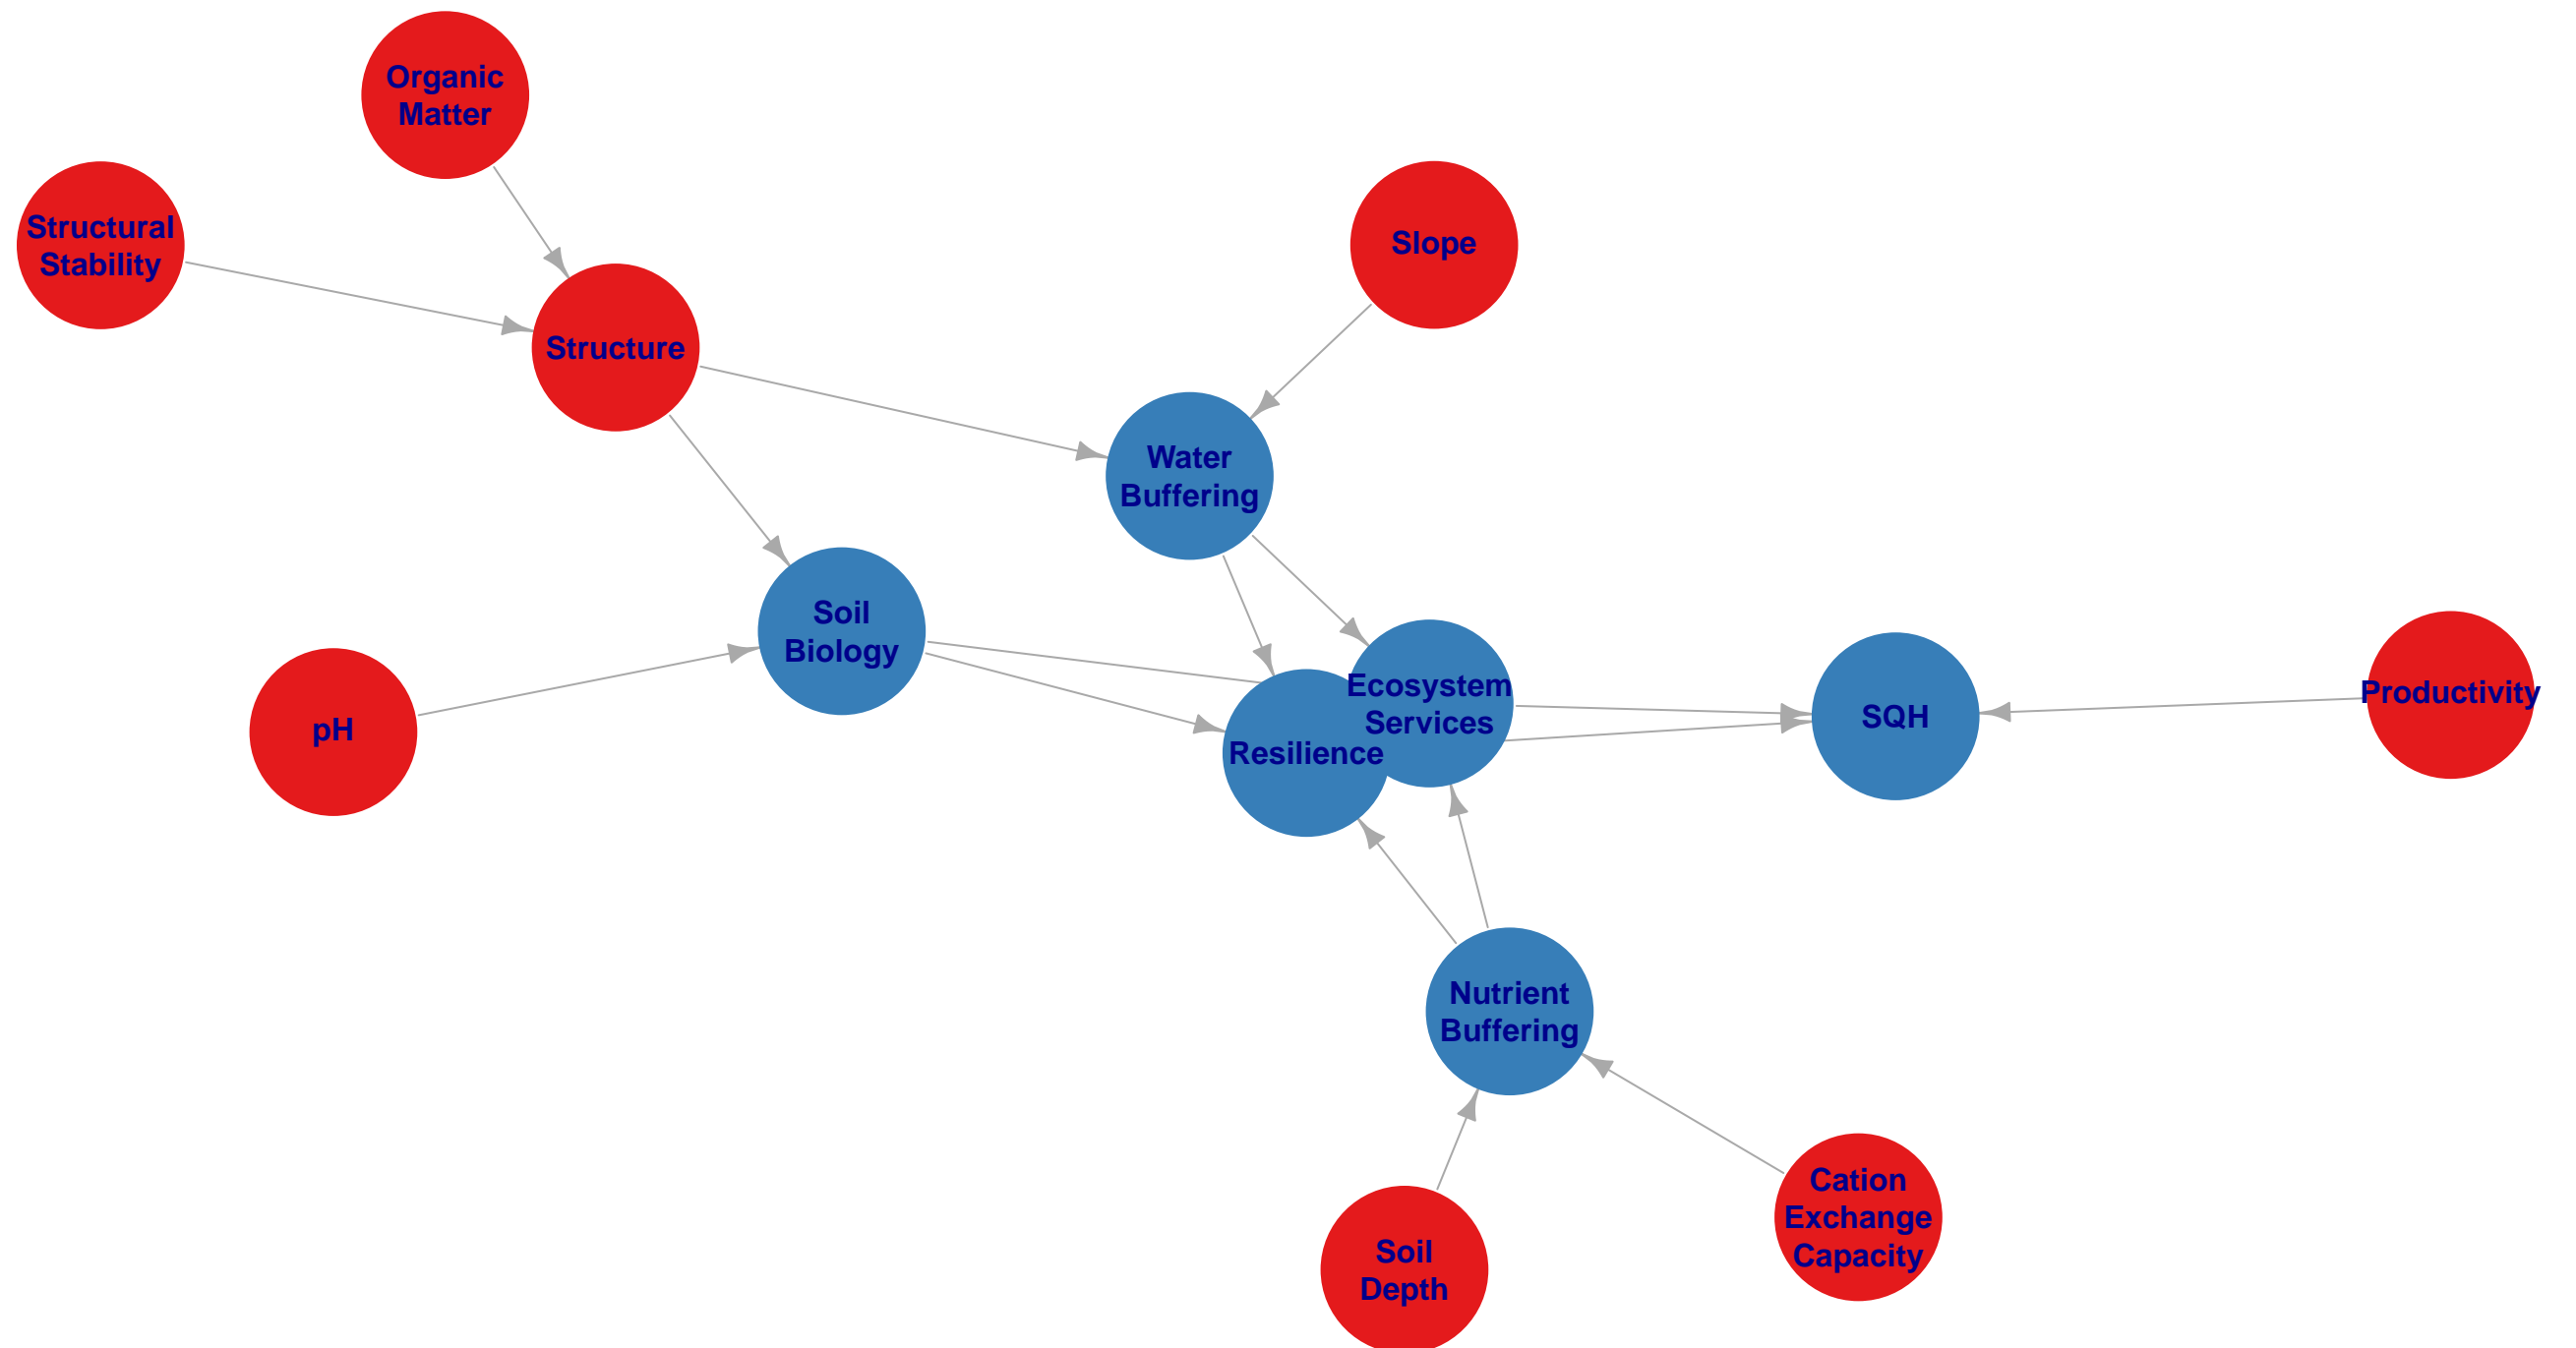 Organic
Matter
Structural
Stability
Slope
Structure
Water
Buffering
Soil
Biology
Ecosystem
Services
Productivity
SQH
pH
Resilience
Nutrient
Buffering
Cation
Exchange
Capacity
Soil
Depth